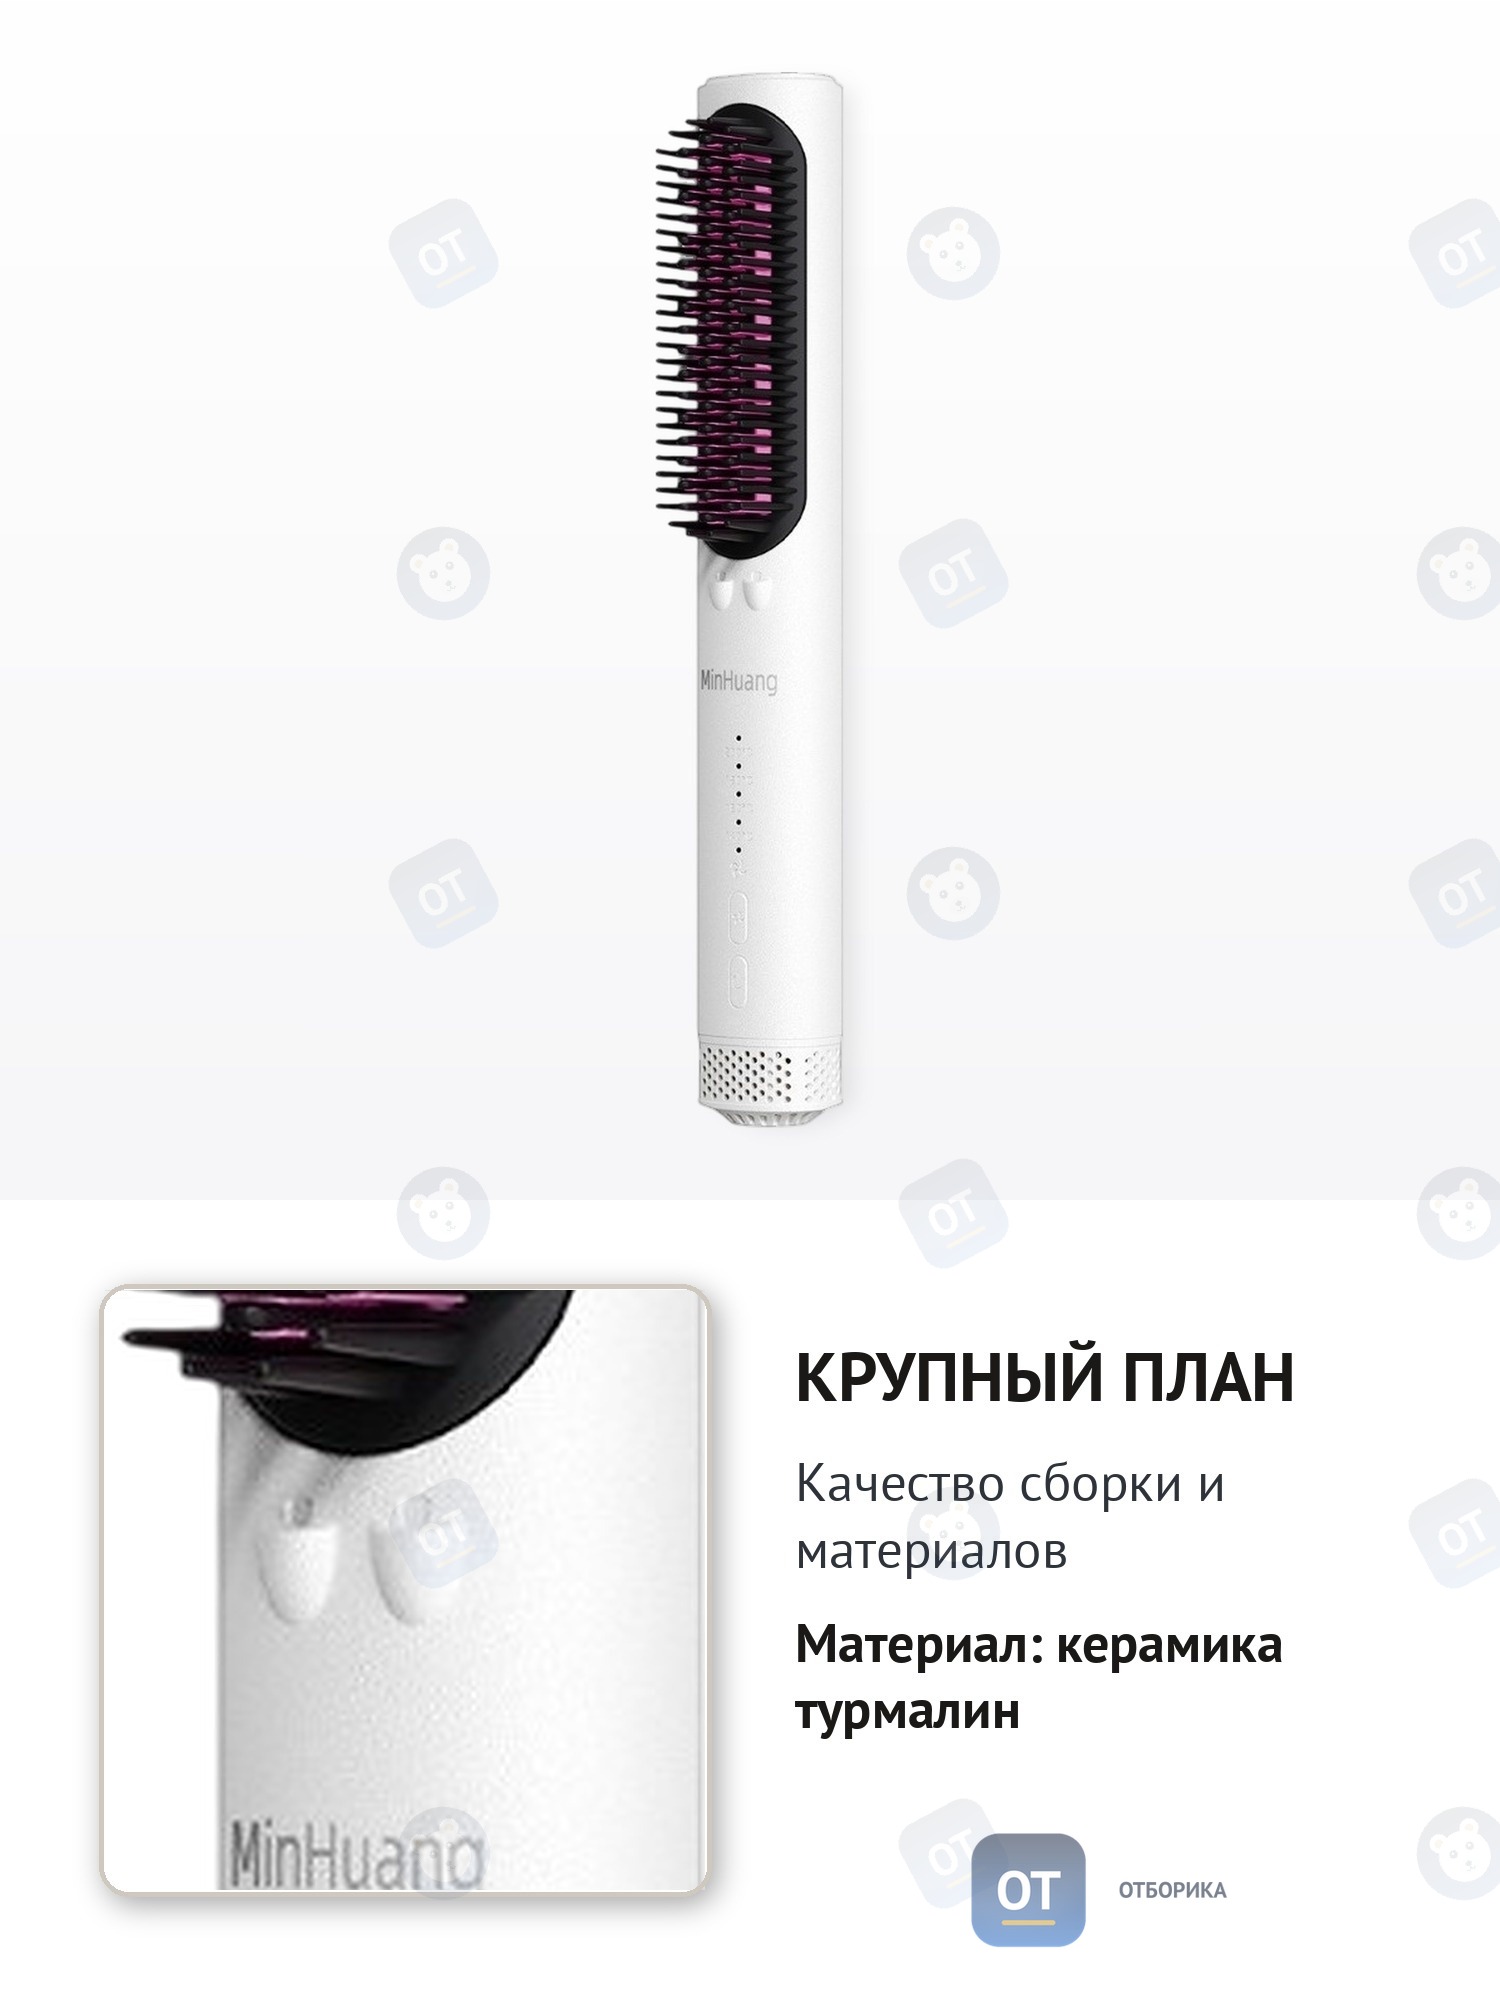 MinHuang
КРУПНЫЙ ПЛАН
Качество сборки и
материалов
Материал: керамика
турмалин
MinHuang
ОТ
ОТБОРИКА